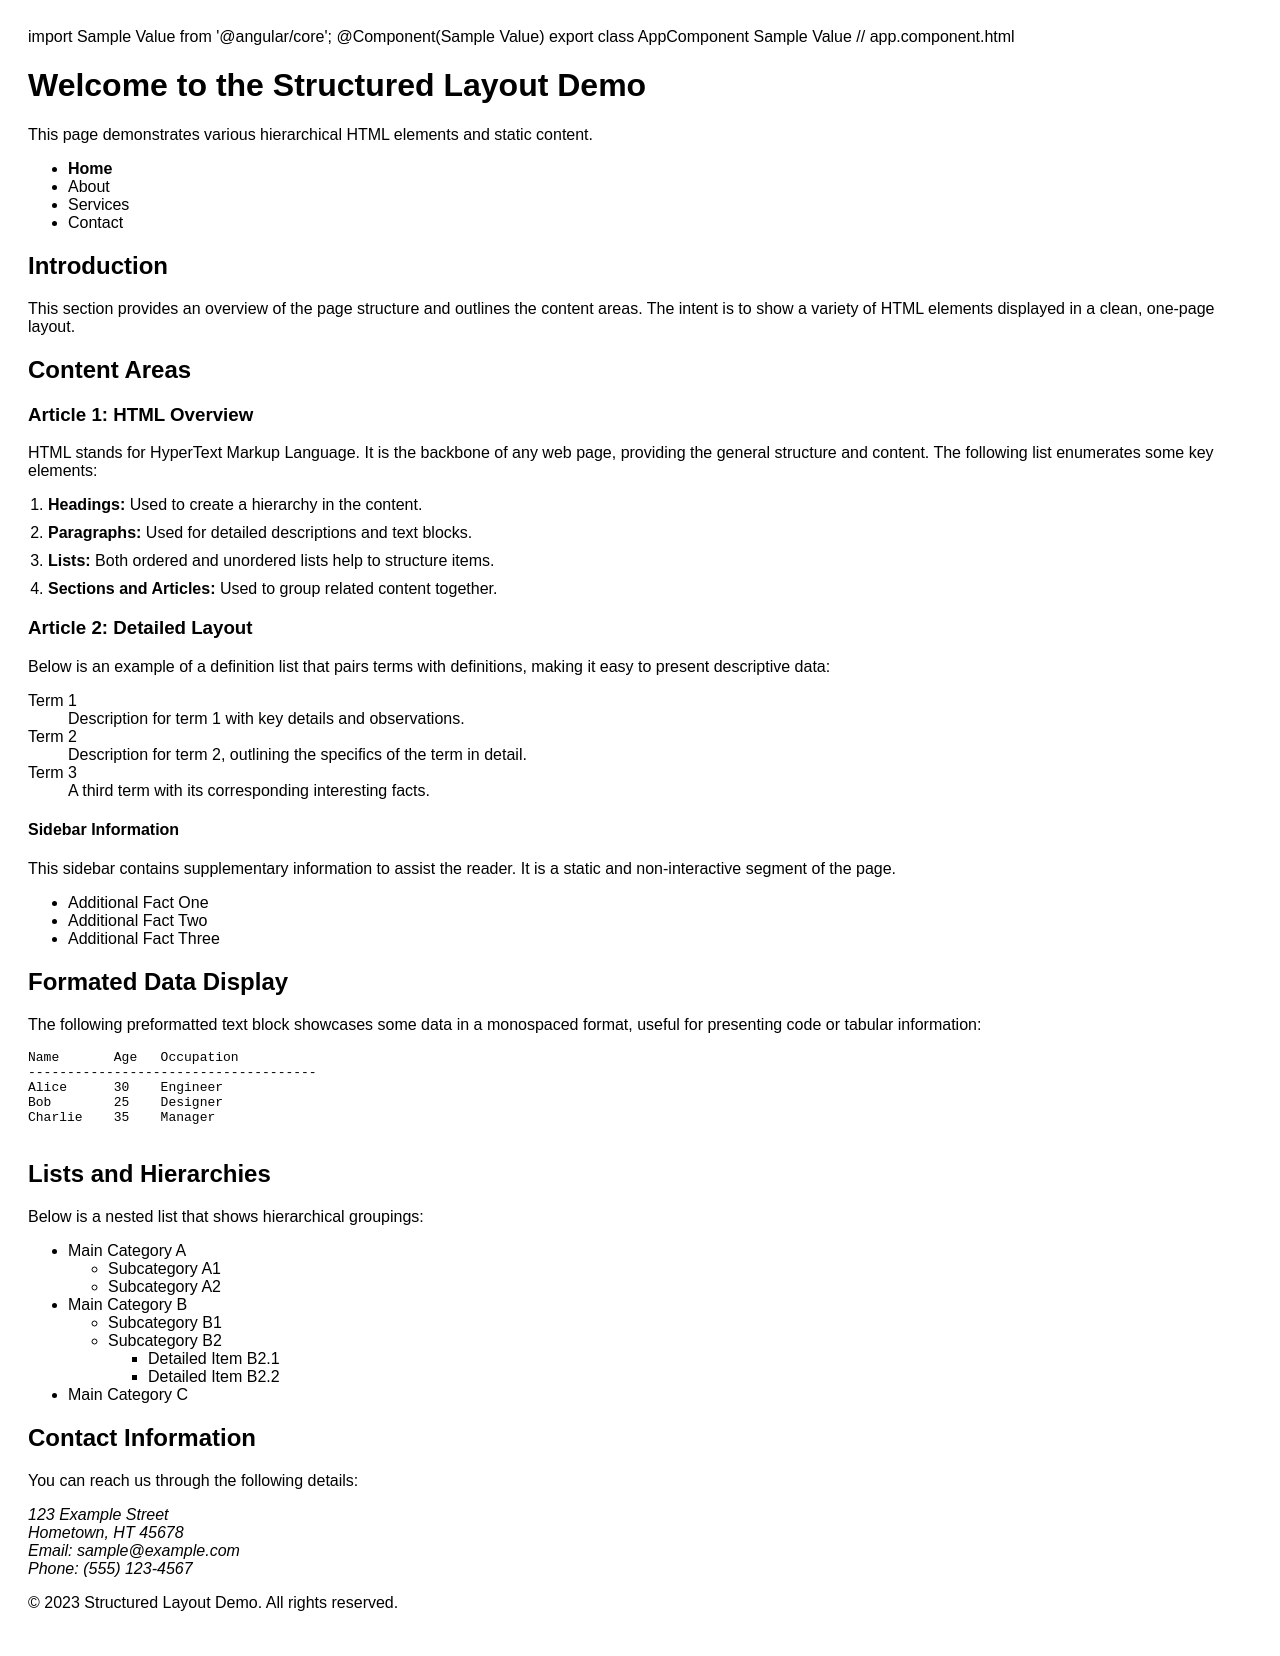 import Sample Value from '@angular/core'; @Component(Sample Value) export class AppComponent Sample Value // app.component.html
Welcome to the Structured Layout Demo
This page demonstrates various hierarchical HTML elements and static content.
• Home
• About
• Services
• Contact
Introduction
This section provides an overview of the page structure and outlines the content areas. The intent is to show a variety of HTML elements displayed in a clean, one-page
layout.
Content Areas
Article 1: HTML Overview
HTML stands for HyperText Markup Language. It is the backbone of any web page, providing the general structure and content. The following list enumerates some key
elements:
1. Headings: Used to create a hierarchy in the content.
2. Paragraphs: Used for detailed descriptions and text blocks.
3. Lists: Both ordered and unordered lists help to structure items.
4. Sections and Articles: Used to group related content together.
Article 2: Detailed Layout
Below is an example of a definition list that pairs terms with definitions, making it easy to present descriptive data:
Term 1
Description for term 1 with key details and observations.
Term 2
Description for term 2, outlining the specifics of the term in detail.
Term 3
A third term with its corresponding interesting facts.
Sidebar Information
This sidebar contains supplementary information to assist the reader. It is a static and non-interactive segment of the page.
• Additional Fact One
• Additional Fact Two
• Additional Fact Three
Formated Data Display
The following preformatted text block showcases some data in a monospaced format, useful for presenting code or tabular information:
Name       Age   Occupation
-------------------------------------
Alice      30    Engineer
Bob        25    Designer
Charlie    35    Manager
Lists and Hierarchies
Below is a nested list that shows hierarchical groupings:
• Main Category A
◦ Subcategory A1
◦ Subcategory A2
• Main Category B
◦ Subcategory B1
◦ Subcategory B2
▪ Detailed Item B2.1
▪ Detailed Item B2.2
• Main Category C
Contact Information
You can reach us through the following details:
123 Example Street
Hometown, HT 45678
Email: sample@example.com
Phone: (555) 123-4567
© 2023 Structured Layout Demo. All rights reserved.